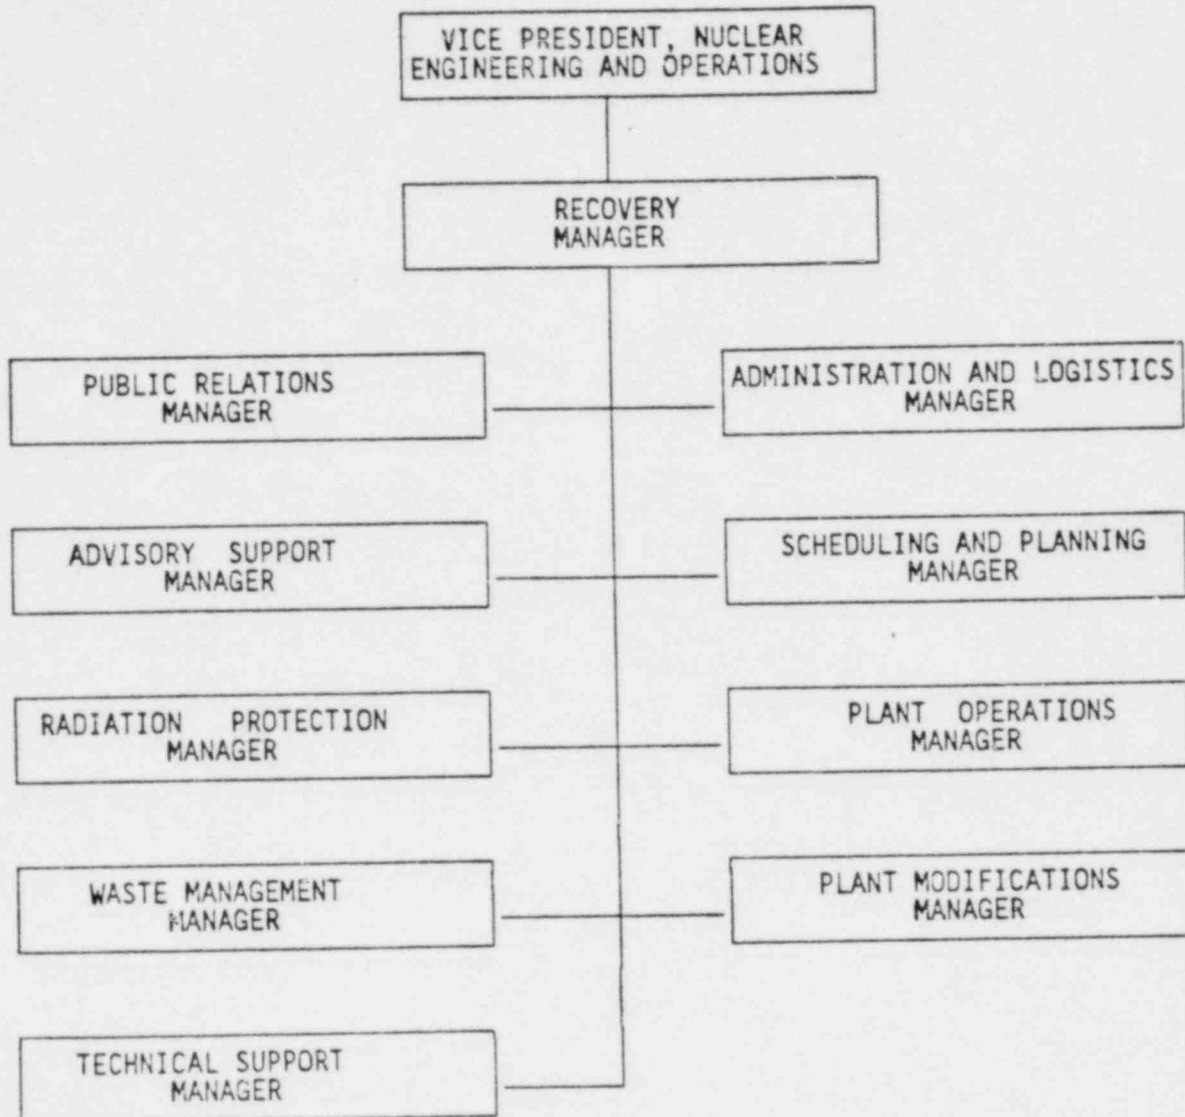 VICE PRESIDENT, NUCLEAR
ENGINEERING AND OPERATIONS
RECOVERY
MANAGER
PUBLIC RELATIONS
MANAGER
ADMINISTRATION AND LOGISTICS
MANAGER
ADVISORY SUPPORT
MANAGER
SCHEDULING AND PLANNING
MANAGER
RADIATION PROTECTION
MANAGER
PLANT OPERATIONS
MANAGER
WASTE MANAGEMENT
MANAGER
PLANT MODIFICATIONS
MANAGER
TECHNICAL SUPPORT
MANAGER